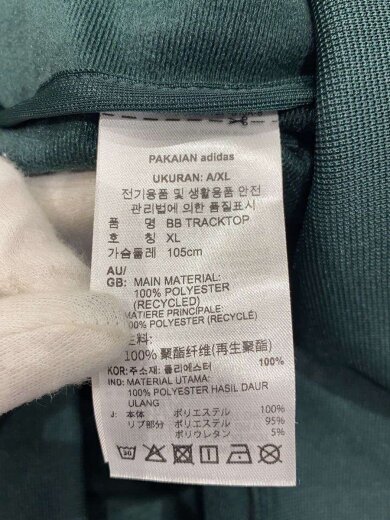 PAKAIAN adidas
UKURAN: A/XL
전기용품 및 생활용품 안전
관리법에 의한 품질표시
품 명 BB TRACKTOP
호 칭 XL
가슴둘레 105cm
AU/
GB: MAIN MATERIAL:
100% POLYESTER
(RECYCLED)
MATIERE PRINCIPALE:
100% POLYESTER (RECYCLÉ)
主料:
100% 聚酯纤维(再生聚酯)
KOR: 주소재: 폴리에스터 100%
IND: MATERIAL UTAMA:
100% POLYESTER HASIL DAUR
ULANG
J: 本体 ポリエステル 100%
リブ部分 ポリエステル 95%
ポリウレタン 5%